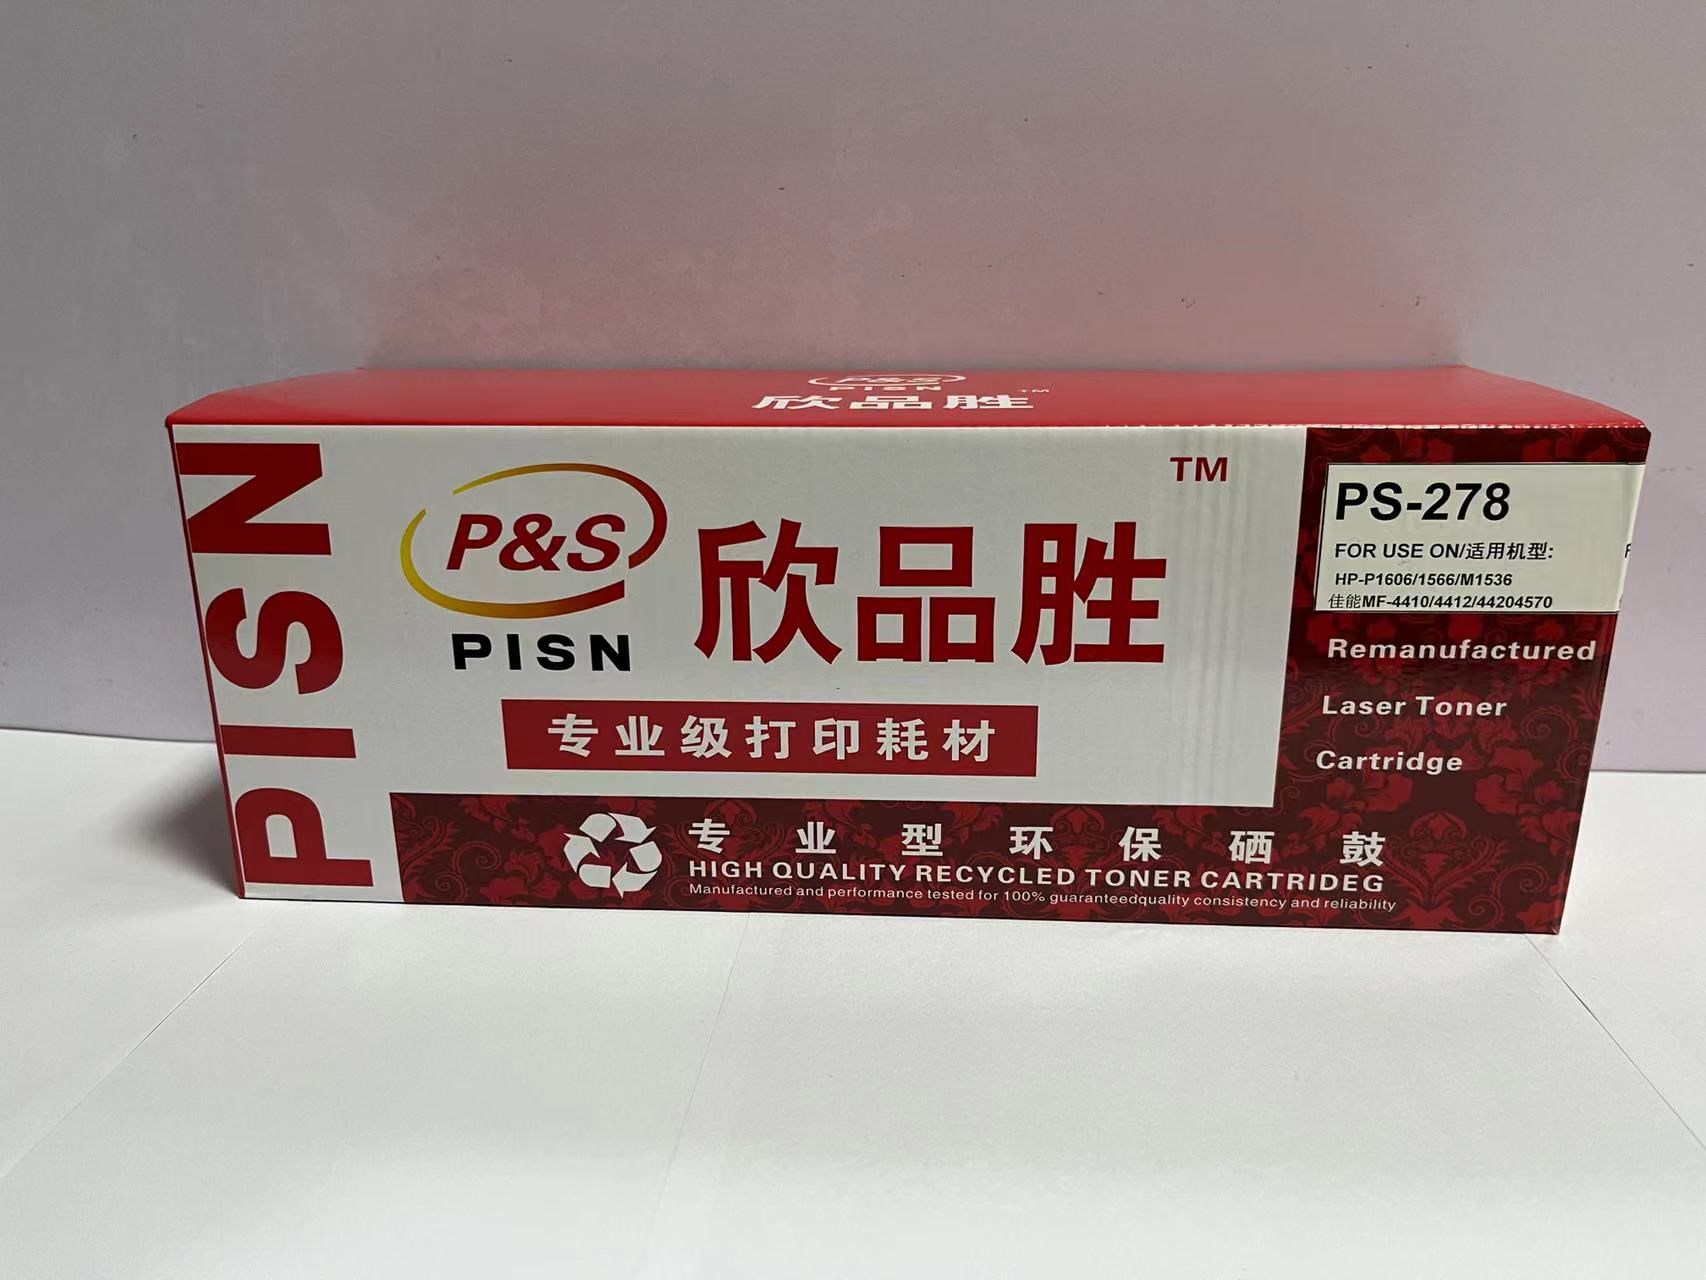 P&S
PISN
欣品胜 TM
PISN
P&S
PISN
欣品胜
TM
专业级打印耗材
PS-278
FOR USE ON/适用机型:
HP-P1606/1566/M1536
佳能MF-4410/4412/44204570
Remanufactured
Laser Toner
Cartridge
专业型环保硒鼓
HIGH QUALITY RECYCLED TONER CARTRIDEG
Manufactured and performance tested for 100% guaranteedquality consistency and reliability